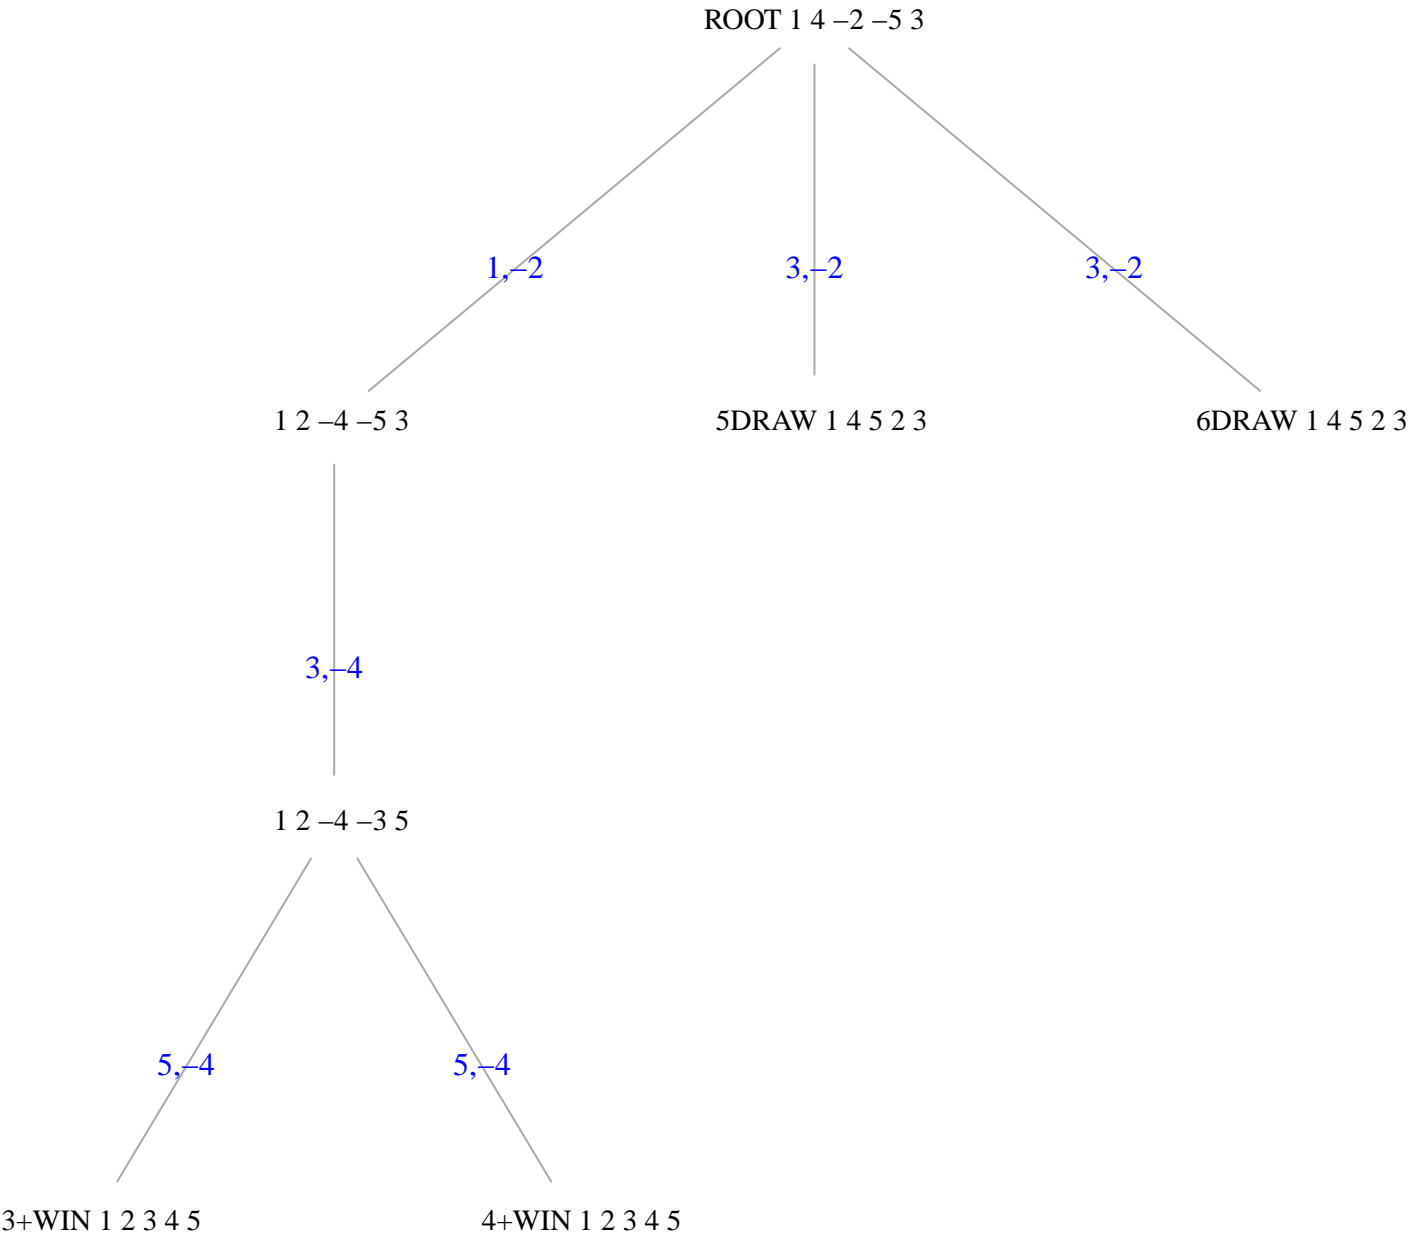 ROOT 1 4 –2 –5 3
1,–2
3,–2
3,–2
1 2 –4 –5 3
5DRAW 1 4 5 2 3
6DRAW 1 4 5 2 3
3,–4
1 2 –4 –3 5
5,–4
5,–4
3+WIN 1 2 3 4 5
4+WIN 1 2 3 4 5